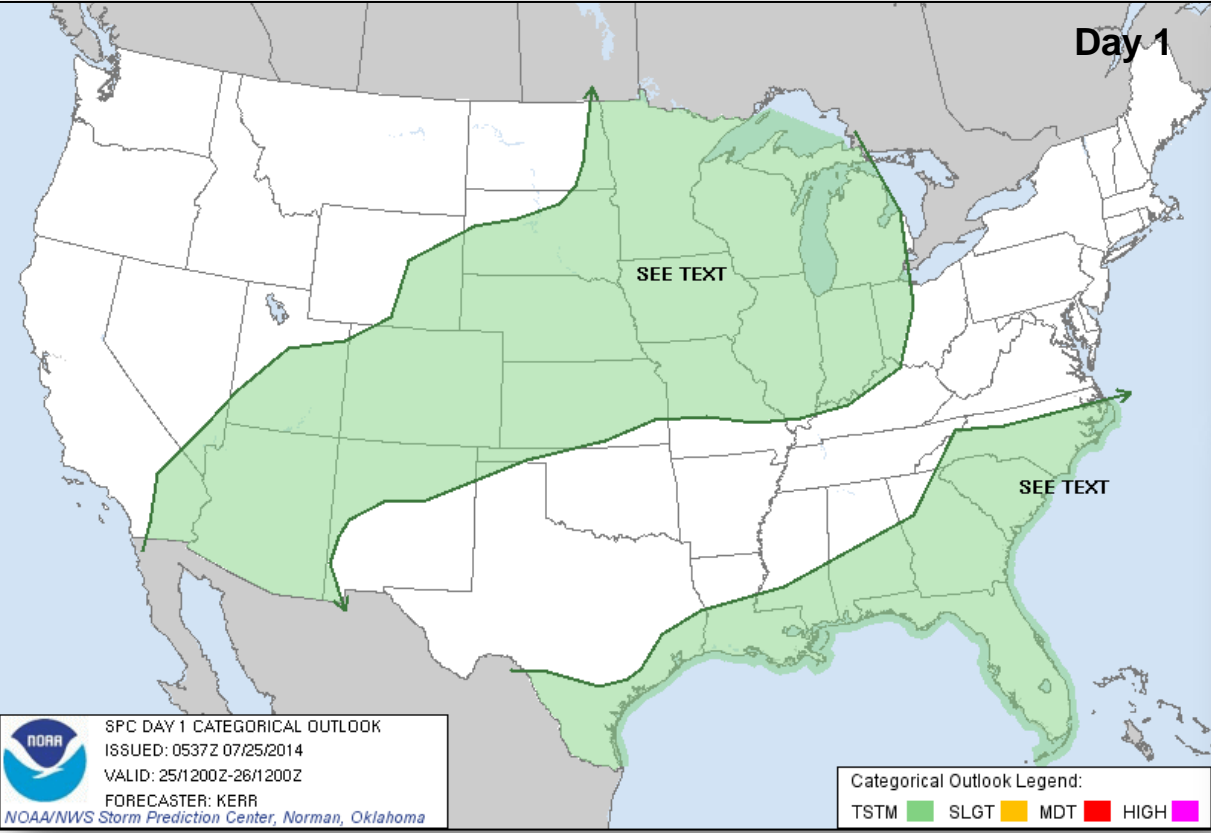 Day 1
SEE TEXT
SEE TEXT
NOAA
SPC DAY 1 CATEGORICAL OUTLOOK
ISSUED: 0537Z 07/25/2014
VALID: 25/1200Z-26/1200Z
FORECASTER: KERR
NOAA/NWS Storm Prediction Center, Norman, Oklahoma
Categorical Outlook Legend:
TSTM SLGT MDT HIGH